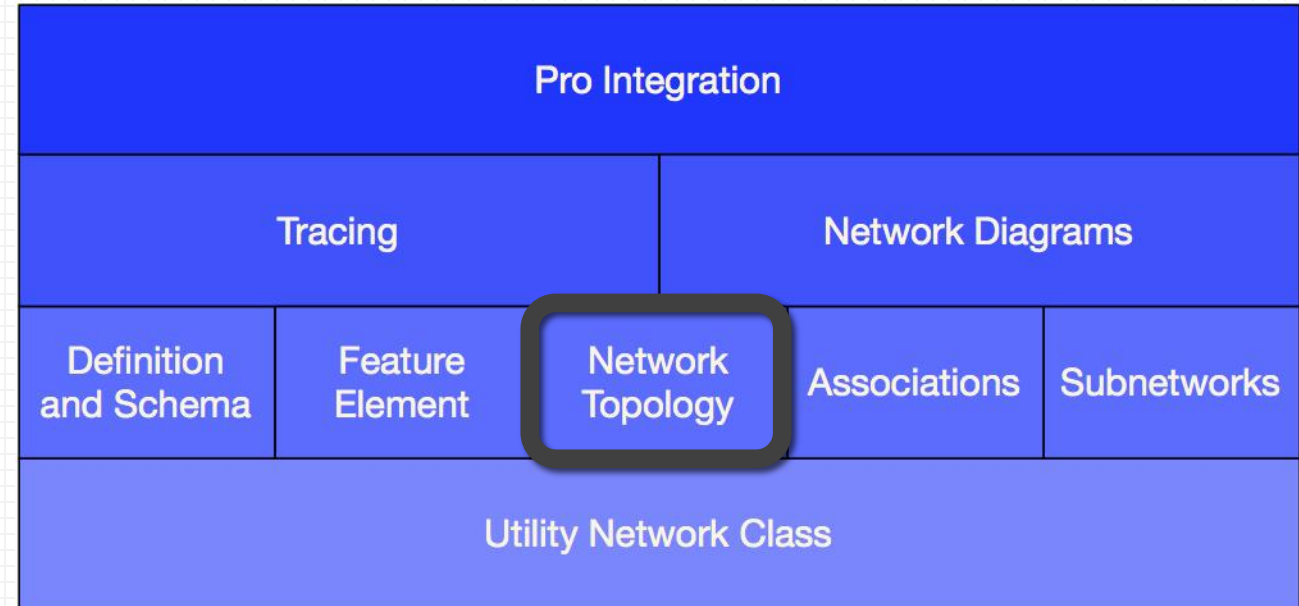 Pro Integration
Tracing
Network Diagrams
Definition
and Schema
Feature
Element
Network
Topology
Associations
Subnetworks
Utility Network Class